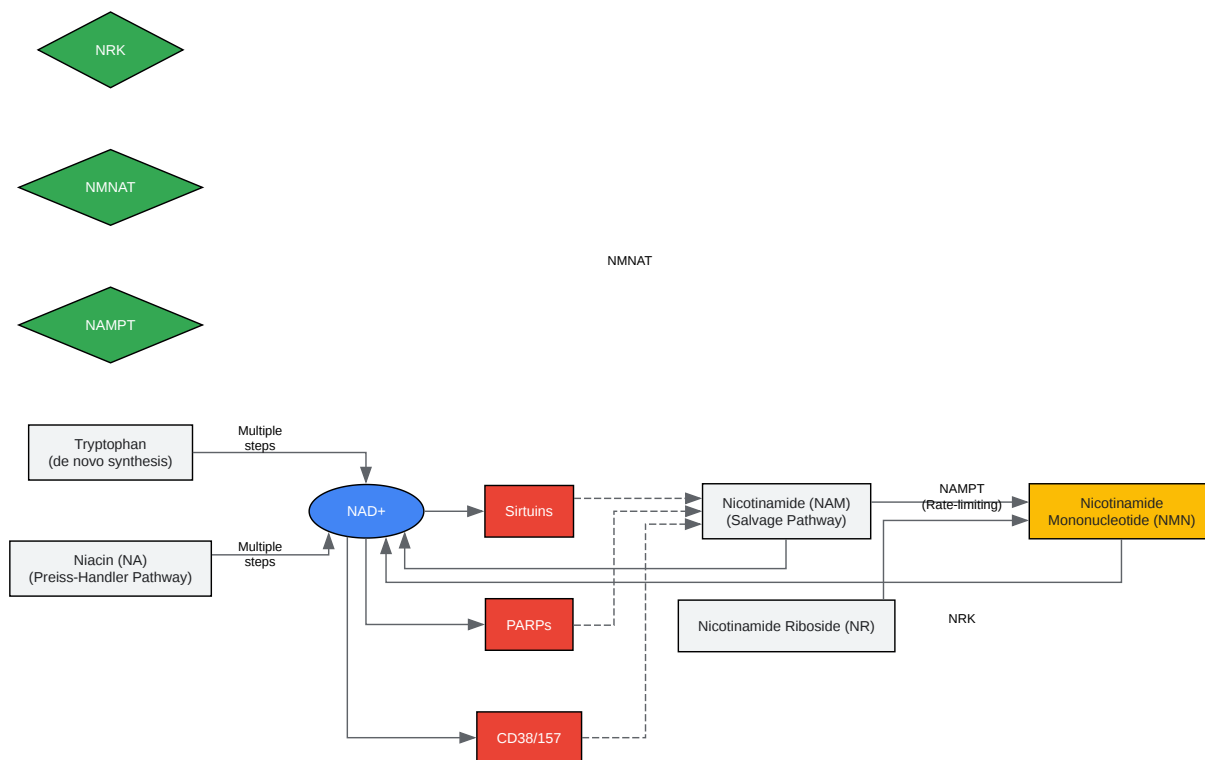 NRK
NMNAT
NMNAT
NAMPT
Tryptophan
(de novo synthesis)
Multiple
steps
NAD+
Sirtuins
Nicotinamide (NAM)
(Salvage Pathway)
NAMPT
(Rate-limiting)
Nicotinamide
Mononucleotide (NMN)
Niacin (NA)
(Preiss-Handler Pathway)
Multiple
steps
PARPs
Nicotinamide Riboside (NR)
NRK
CD38/157